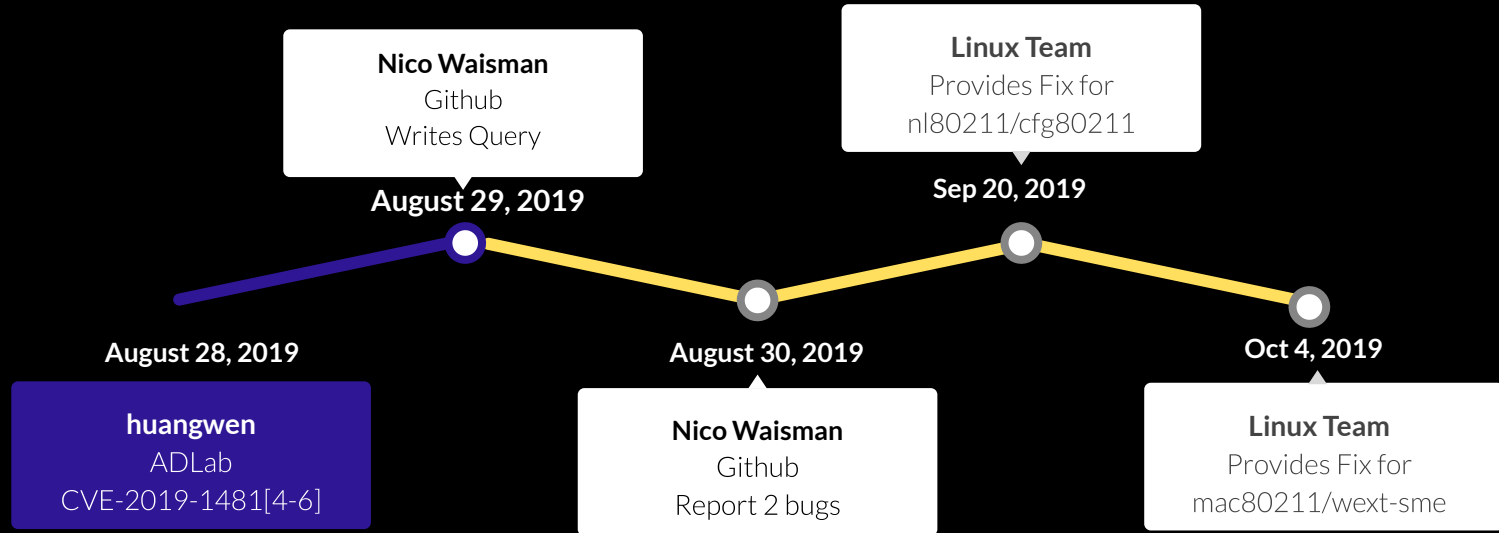 Nico Waisman
Github
Writes Query
August 29, 2019
Linux Team
Provides Fix for
nl80211/cfg80211
Sep 20, 2019
August 28, 2019
huangwen
ADLab
CVE-2019-1481[4-6]
August 30, 2019
Nico Waisman
Github
Report 2 bugs
Oct 4, 2019
Linux Team
Provides Fix for
mac80211/wext-sme